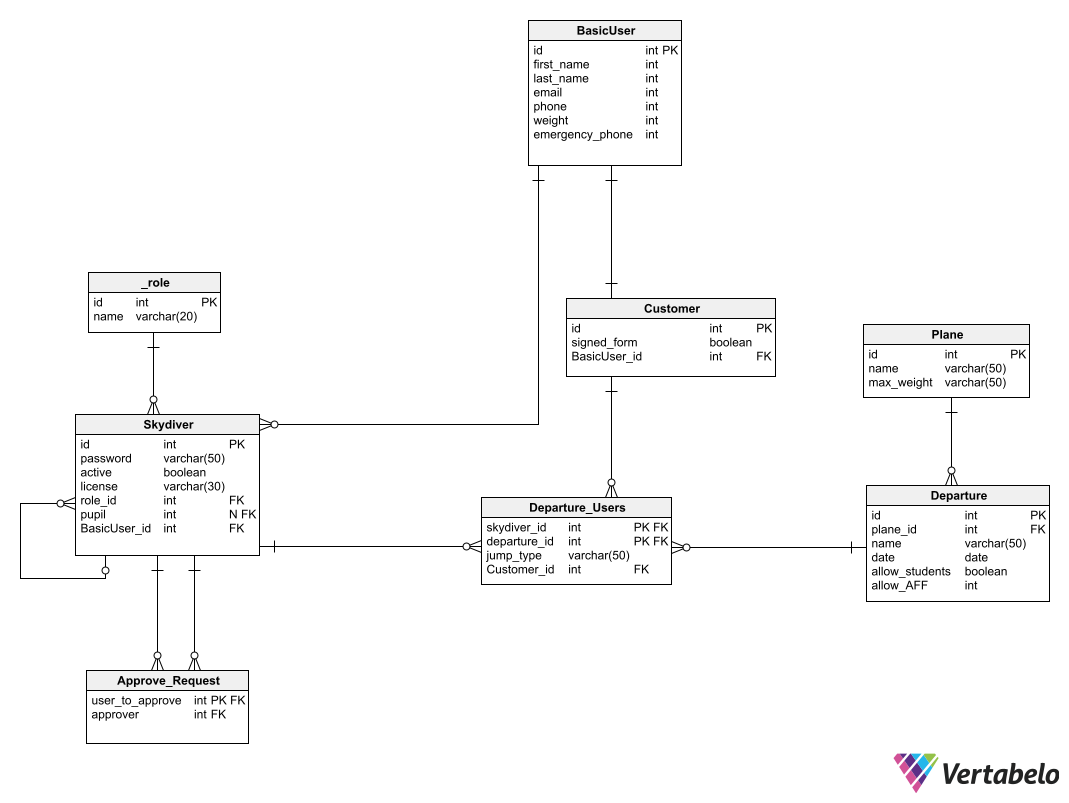 BasicUser
id int PK
first_name int
last_name int
email int
phone int
weight int
emergency_phone int
_role
id int PK
name varchar(20)
Customer
id int PK
signed_form boolean
BasicUser_id int FK
Plane
id int PK
name varchar(50)
max_weight varchar(50)
Skydiver
id int PK
password varchar(50)
active boolean
license varchar(30)
role_id int FK
pupil int N FK
BasicUser_id int FK
Departure_Users
skydiver_id int PK FK
departure_id int PK FK
jump_type varchar(50)
Customer_id int FK
Departure
id int PK
plane_id int FK
name varchar(50)
date date
allow_students boolean
allow_AFF int
Approve_Request
user_to_approve int PK FK
approver int FK
Vertabelo